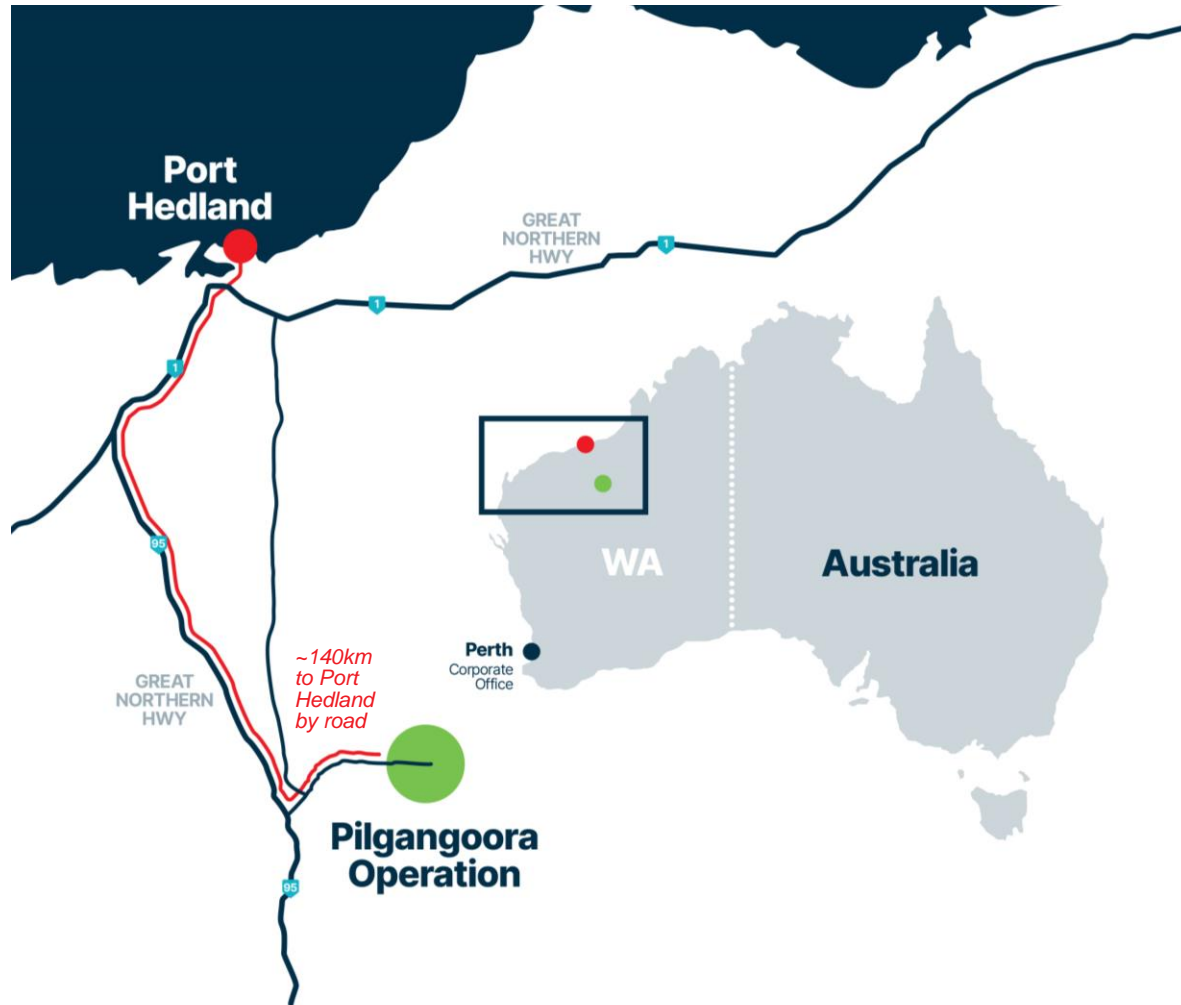 Port
Hedland
GREAT
NORTHERN
HWY
1
1
1
95
WA
Australia
Perth
Corporate
Office
~140km
to Port
Hedland
by road
GREAT
NORTHERN
HWY
Pilgangoora
Operation
95